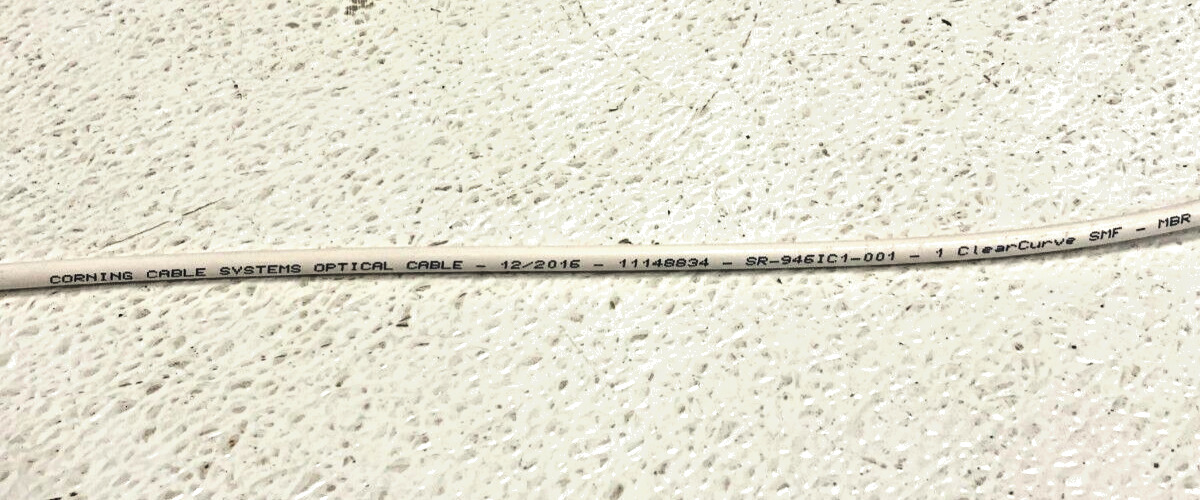 CORNING CABLE SYSTEMS OPTICAL CABLE - 12/2016 - 11148834 - SR-946IC1-001 - 1 ClearCurve SMF - MBR